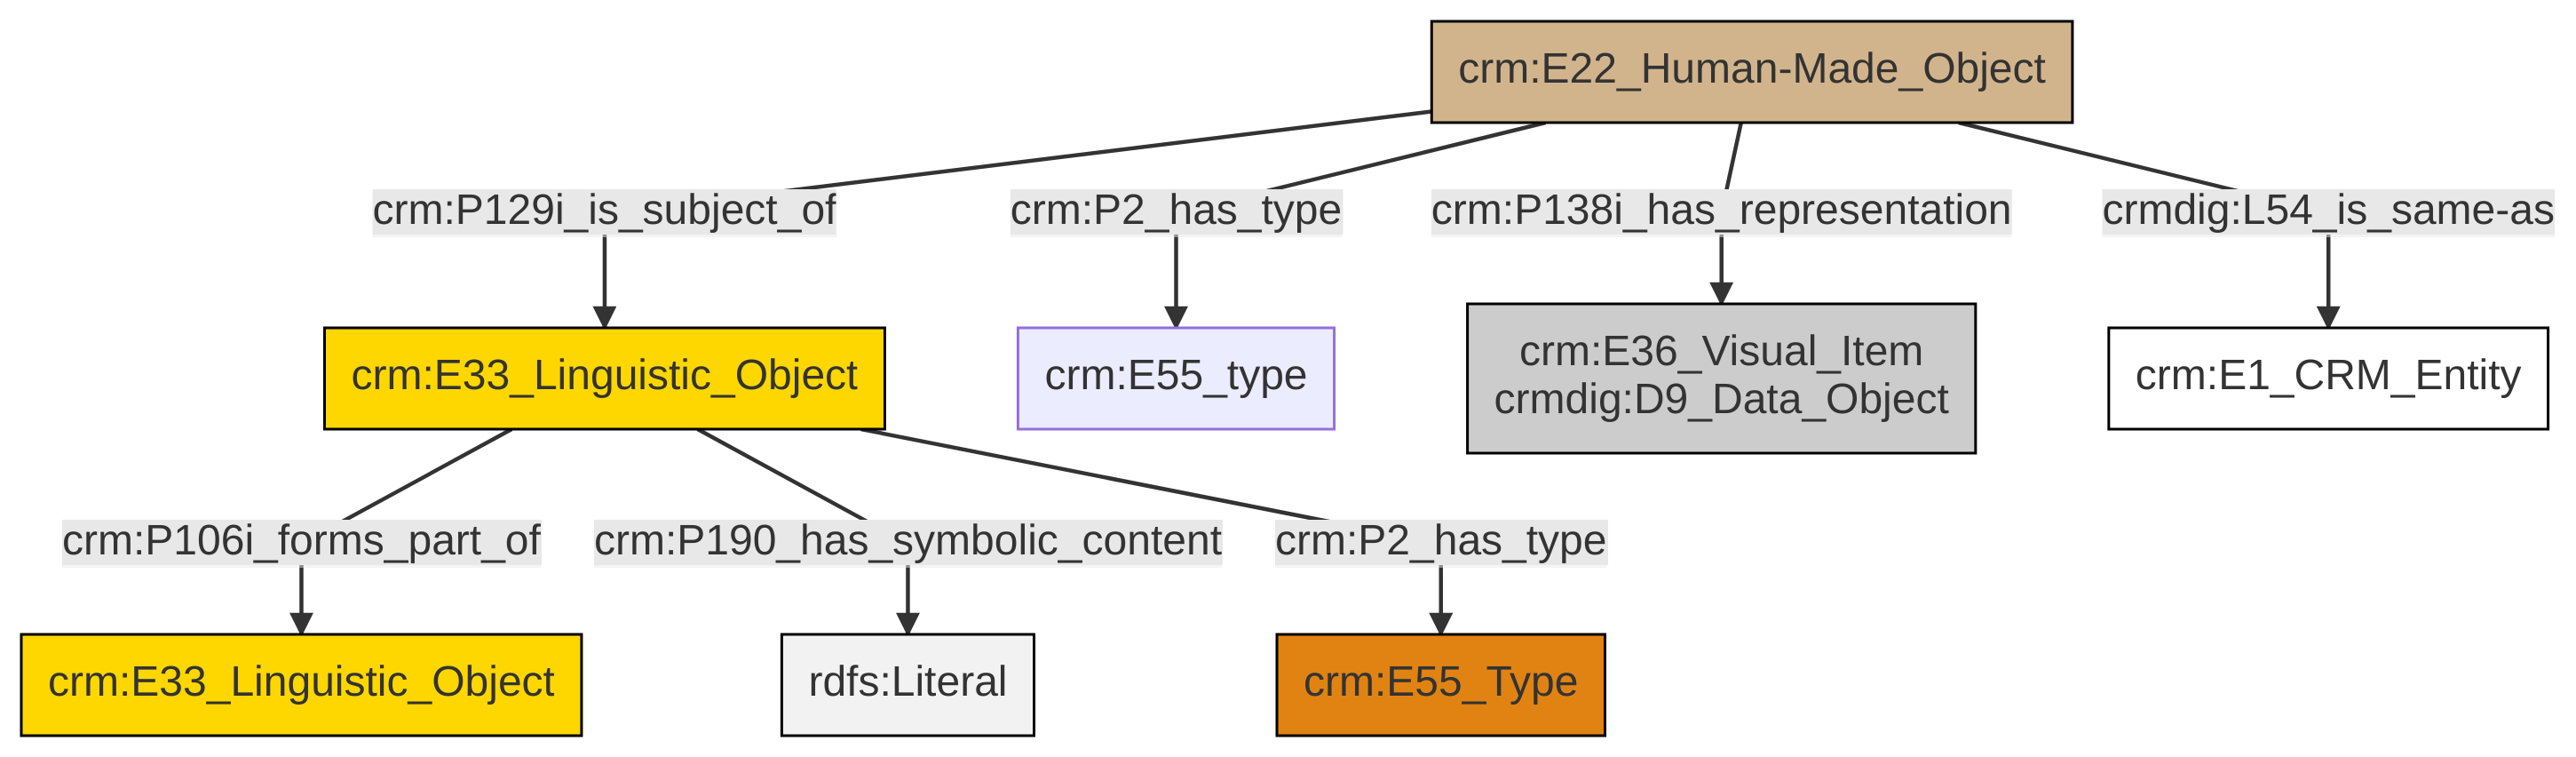 crm:E22_Human-Made_Object
crm:P129i_is_subject_of
crm:P2_has_type
crm:P138i_has_representation
crmdig:L54_is_same-as
crm:E33_Linguistic_Object
crm:E55_type
crm:E36_Visual_Item
crmdig:D9_Data_Object
crm:E1_CRM_Entity
crm:P106i_forms_part_of
crm:P190_has_symbolic_content
crm:P2_has_type
crm:E33_Linguistic_Object
rdfs:Literal
crm:E55_Type